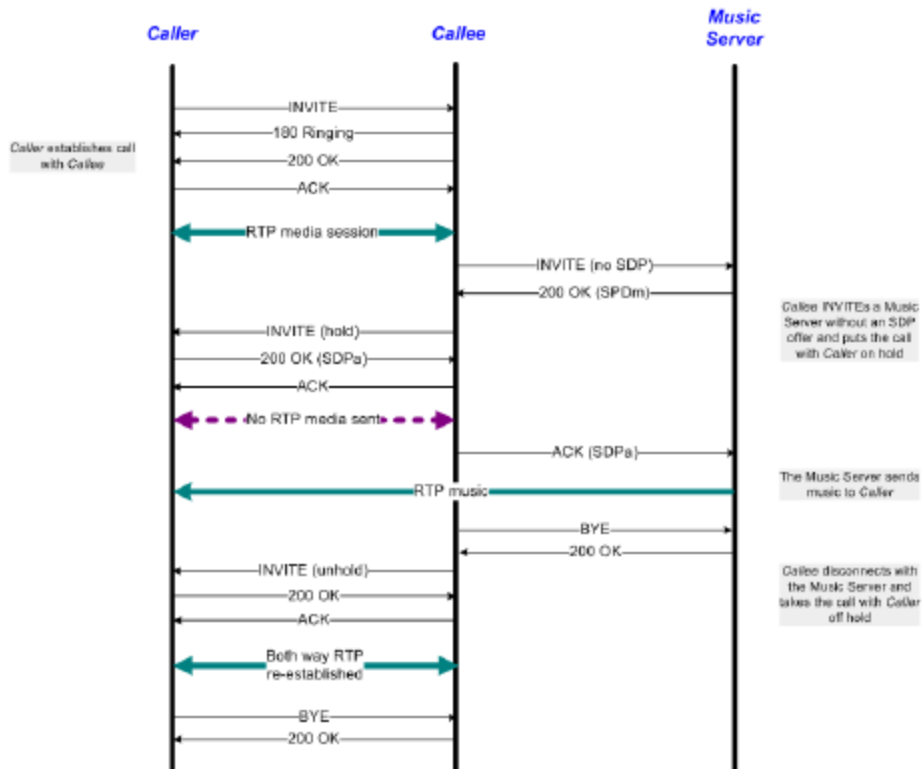 Caller
Callee
Music
Server
INVITE
180 Ringing
Caller establishes call
with Callee
200 OK
ACK
RTP media session
INVITE (no SDP)
200 OK (SPDm)
Callee INVITEs a Music
Server without an SDP
offer and puts the call
with Caller on hold
INVITE (hold)
200 OK (SDPa)
ACK
No RTP media sent
ACK (SDPa)
The Music Server sends
music to Caller
RTP music
BYE
200 OK
INVITE (unhold)
Callee disconnects with
the Music Server and
takes the call with Caller
off hold
200 OK
ACK
Both way RTP
re-established
BYE
200 OK